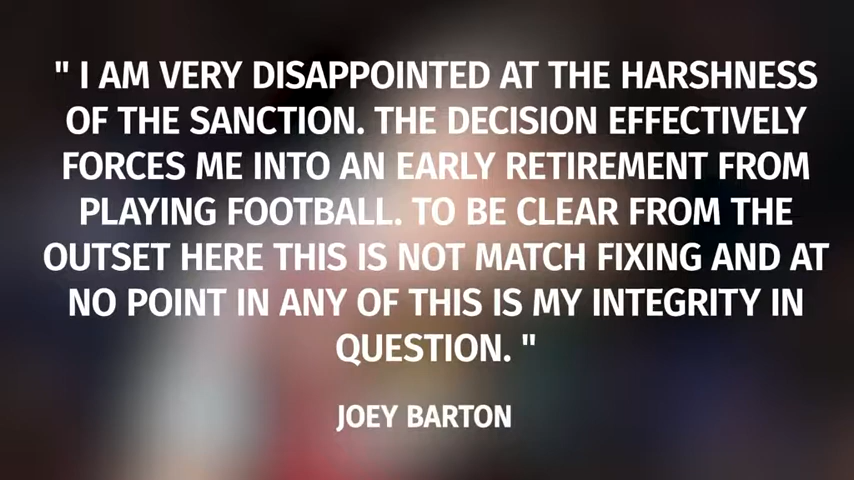 " I AM VERY DISAPPOINTED AT THE HARSHNESS
OF THE SANCTION. THE DECISION EFFECTIVELY
FORCES ME INTO AN EARLY RETIREMENT FROM
PLAYING FOOTBALL. TO BE CLEAR FROM THE
OUTSET HERE THIS IS NOT MATCH FIXING AND AT
NO POINT IN ANY OF THIS IS MY INTEGRITY IN
QUESTION. "
JOEY BARTON